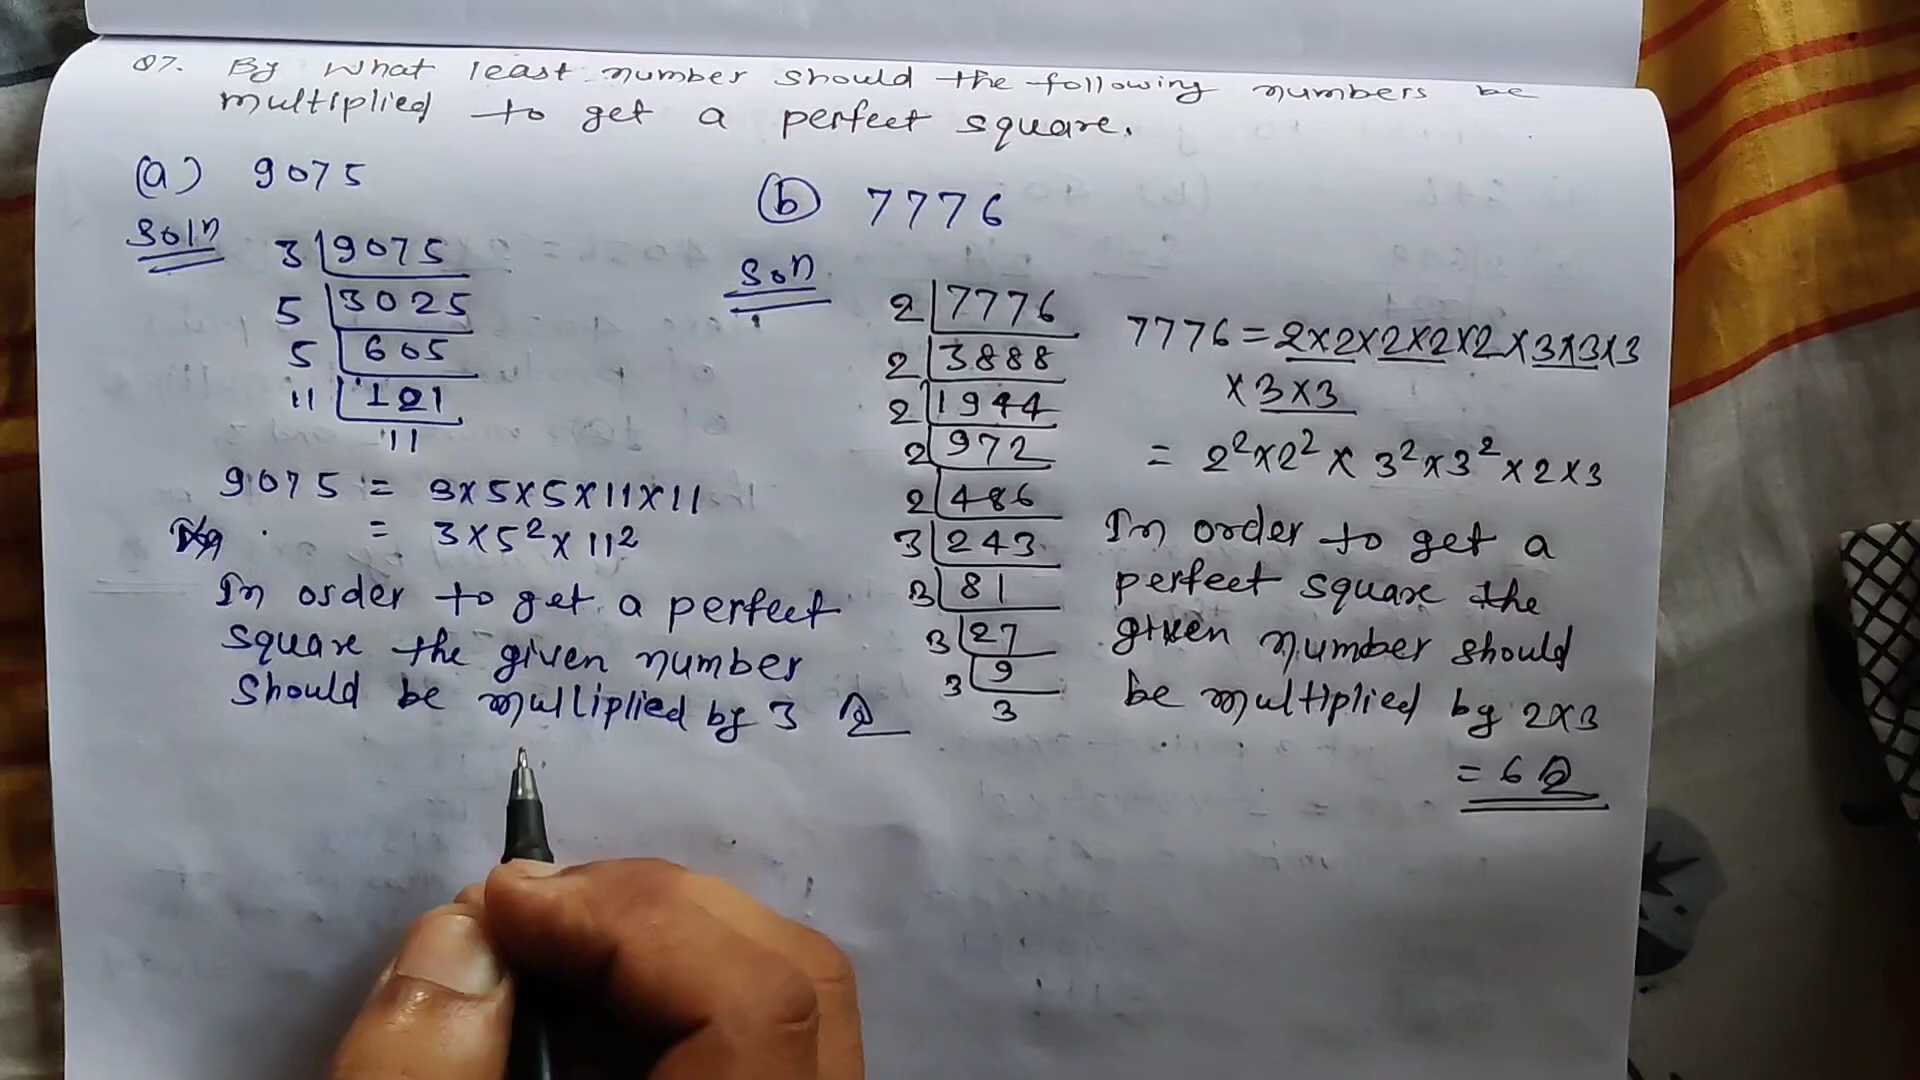 Q7. By what least number should the following numbers be
multiplied to get a perfect square.
(a) 9075
Soln
3 | 9075
5 | 3025
5 | 605
11 | 121
11
9075 = 3×5×5×11×11
= 3×5²×11²
In order to get a perfect
square the given number
should be multiplied by 3
(b) 7776
Son
2 | 7776
2 | 3888
2 | 1944
2 | 972
2 | 486
3 | 243
3 | 81
3 | 27
3 | 9
3
7776 = 2×2×2×2×2×3×3×3
×3×3
= 2²×2²×3²×3²×2×3
In order to get a
perfect square the
given number should
be multiplied by 2×3
= 6